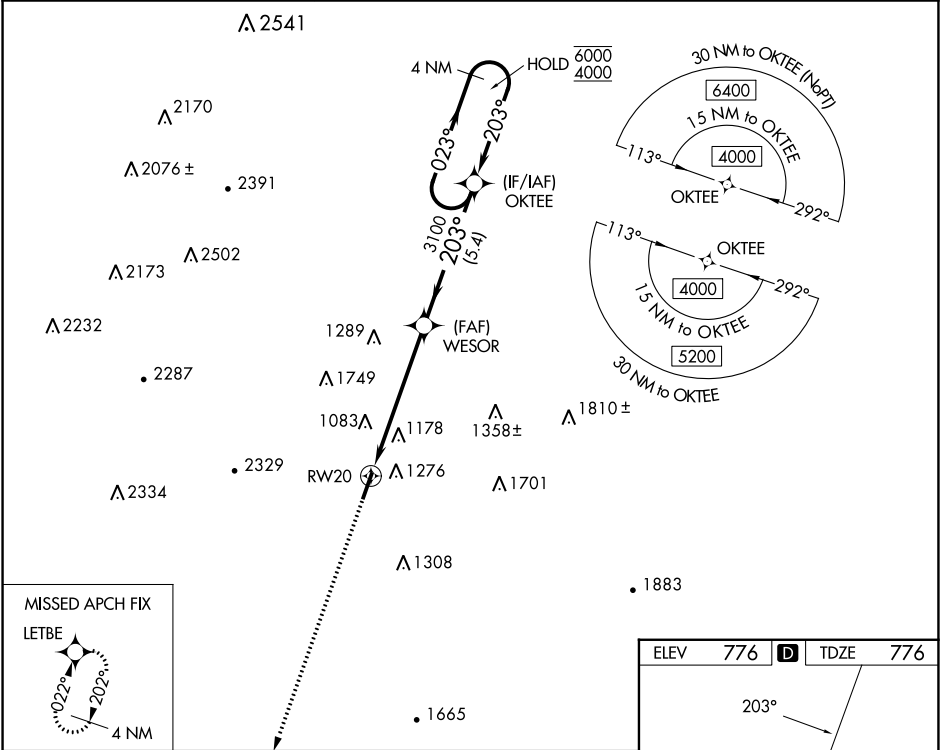 2541
4 NM
HOLD 6000
4000
2170
2076 ±
2391
023°
203°
(IF/IAF)
OKTEE
3100
203°
(5.4)
2502
2173
2232
1289
(FAF)
WESOR
2287
1749
1083
1178
1358±
1810 ±
2329
RW20
1276
1701
2334
1308
1883
1665
30 NM to OKTEE (NoPT)
6400
15 NM to OKTEE
4000
113°
OKTEE
292°
113°
OKTEE
292°
4000
15 NM to OKTEE
5200
30 NM to OKTEE
MISSED APCH FIX
LETBE
022°
202°
4 NM
ELEV 776 D TDZE 776
203°